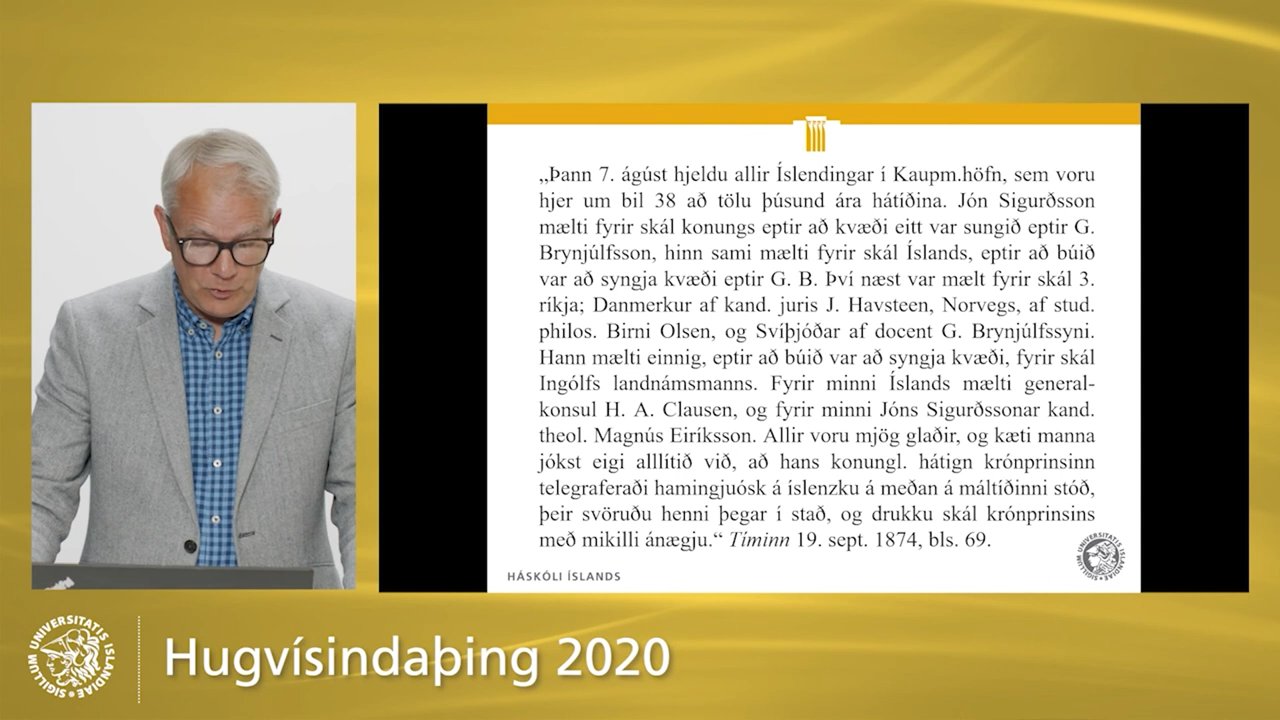 „Þann 7. ágúst hjeldu allir Íslendingar í Kaupm.höfn, sem voru
hjer um bil 38 að tölu þúsund ára hátíðina. Jón Sigurðsson
mælti fyrir skál konungs eptir að kvæði eitt var sungið eptir G.
Brynjúlfsson, hinn sami mælti fyrir skál Íslands, eptir að búið
var að syngja kvæði eptir G. B. Því næst var mælt fyrir skál 3.
ríkja; Danmerkur af kand. juris J. Havsteen, Norvegs, af stud.
philos. Birni Olsen, og Svíþjóðar af docent G. Brynjúlfssyni.
Hann mælti einnig, eptir að búið var að syngja kvæði, fyrir skál
Ingólfs landnámsmanns. Fyrir minni Íslands mælti general-
konsul H. A. Clausen, og fyrir minni Jóns Sigurðssonar kand.
theol. Magnús Eiríksson. Allir voru mjög glaðir, og kæti manna
jókst eigi alllítið við, að hans konungl. hátign krónprinsinn
telegraferaði hamingjuósk á íslenzku á meðan á máltíðinni stóð,
þeir svöruðu henni þegar í stað, og drukku skál krónprinsins
með mikilli ánægju.“ Tíminn 19. sept. 1874, bls. 69.
SIGILLUM UNIVERSITATIS ISLANDIAE
HÁSKÓLI ÍSLANDS
SIGILLUM UNIVERSITATIS ISLANDIAE
Hugvísindaþing 2020